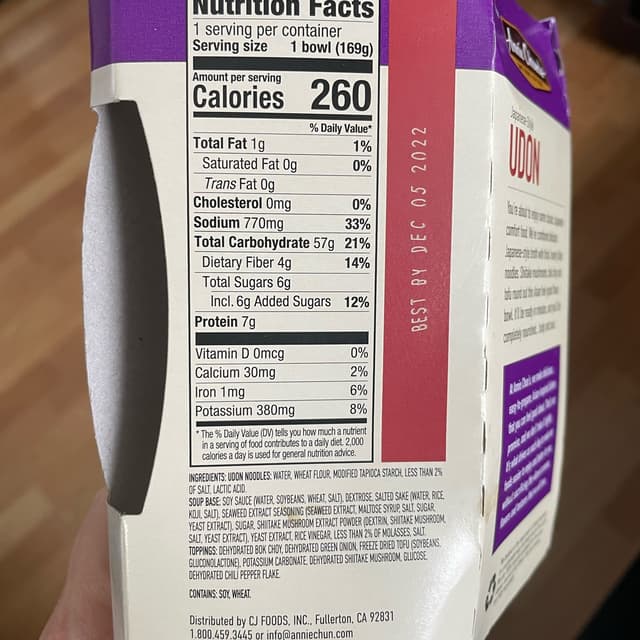 Nutrition Facts
1 serving per container
Serving size 1 bowl (169g)
Amount per serving
Calories 260
% Daily Value*
Total Fat 1g 1%
Saturated Fat 0g 0%
Trans Fat 0g
Cholesterol 0mg 0%
Sodium 770mg 33%
Total Carbohydrate 57g 21%
Dietary Fiber 4g 14%
Total Sugars 6g
Incl. 6g Added Sugars 12%
Protein 7g
Vitamin D 0mcg 0%
Calcium 30mg 2%
Iron 1mg 6%
Potassium 380mg 8%
* The % Daily Value (DV) tells you how much a nutrient
in a serving of food contributes to a daily diet. 2,000
calories a day is used for general nutrition advice.
INGREDIENTS: UDON NOODLES: WATER, WHEAT FLOUR, MODIFIED TAPIOCA STARCH, LESS THAN 2%
OF SALT, LACTIC ACID.
SOUP BASE: SOY SAUCE (WATER, SOYBEANS, WHEAT, SALT), DEXTROSE, SALTED SAKE (WATER, RICE,
KOJI, SALT), SEAWEED EXTRACT SEASONING (SEAWEED EXTRACT, MALTOSE SYRUP, SALT, SUGAR,
YEAST EXTRACT), SUGAR, SHIITAKE MUSHROOM EXTRACT POWDER (DEXTRIN, SHIITAKE MUSHROOM,
SALT, YEAST EXTRACT), YEAST EXTRACT, RICE VINEGAR, LESS THAN 2% OF MOLASSES, SALT.
TOPPINGS: DEHYDRATED BOK CHOY, DEHYDRATED GREEN ONION, FREEZE DRIED TOFU (SOYBEANS,
GLUCONOLACTONE), POTASSIUM CARBONATE, DEHYDRATED SHIITAKE MUSHROOM, GLUCOSE,
DEHYDRATED CHILI PEPPER FLAKE.
CONTAINS: SOY, WHEAT.
Distributed by CJ FOODS, INC., Fullerton, CA 92831
1.800.459.3445 or info@anniechun.com
BEST BY DEC 05 2022
Japanese-Style
UDON